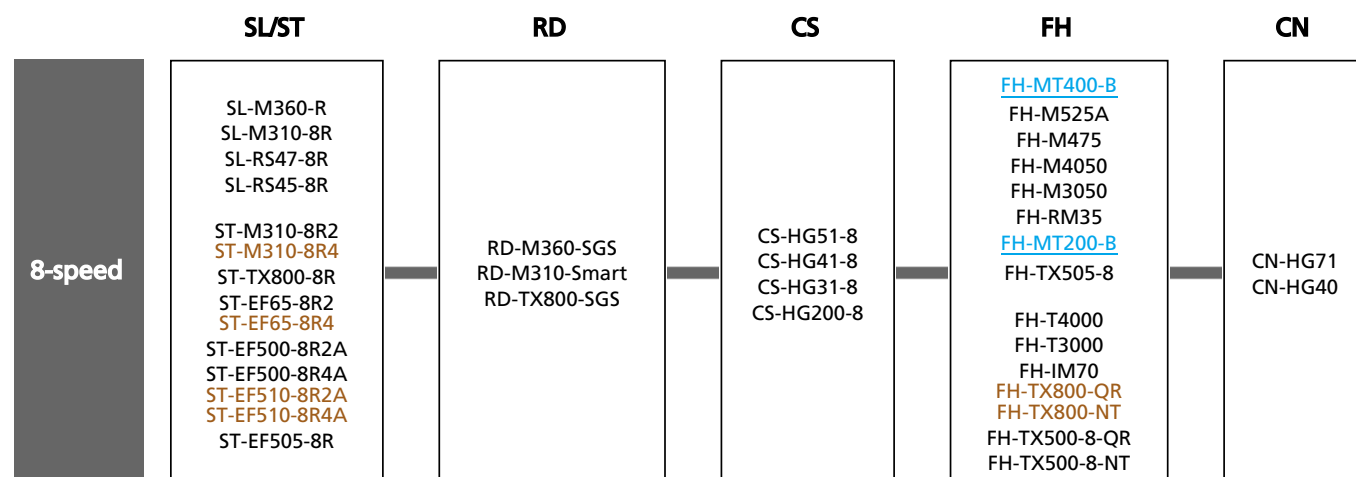 SL/ST
RD
CS
FH
CN
8-speed
SL-M360-R
SL-M310-8R
SL-RS47-8R
SL-RS45-8R
ST-M310-8R2
ST-M310-8R4
ST-TX800-8R
ST-EF65-8R2
ST-EF65-8R4
ST-EF500-8R2A
ST-EF500-8R4A
ST-EF510-8R2A
ST-EF510-8R4A
ST-EF505-8R
RD-M360-SGS
RD-M310-Smart
RD-TX800-SGS
CS-HG51-8
CS-HG41-8
CS-HG31-8
CS-HG200-8
FH-MT400-B
FH-M525A
FH-M475
FH-M4050
FH-M3050
FH-RM35
FH-MT200-B
FH-TX505-8
FH-T4000
FH-T3000
FH-IM70
FH-TX800-QR
FH-TX800-NT
FH-TX500-8-QR
FH-TX500-8-NT
CN-HG71
CN-HG40